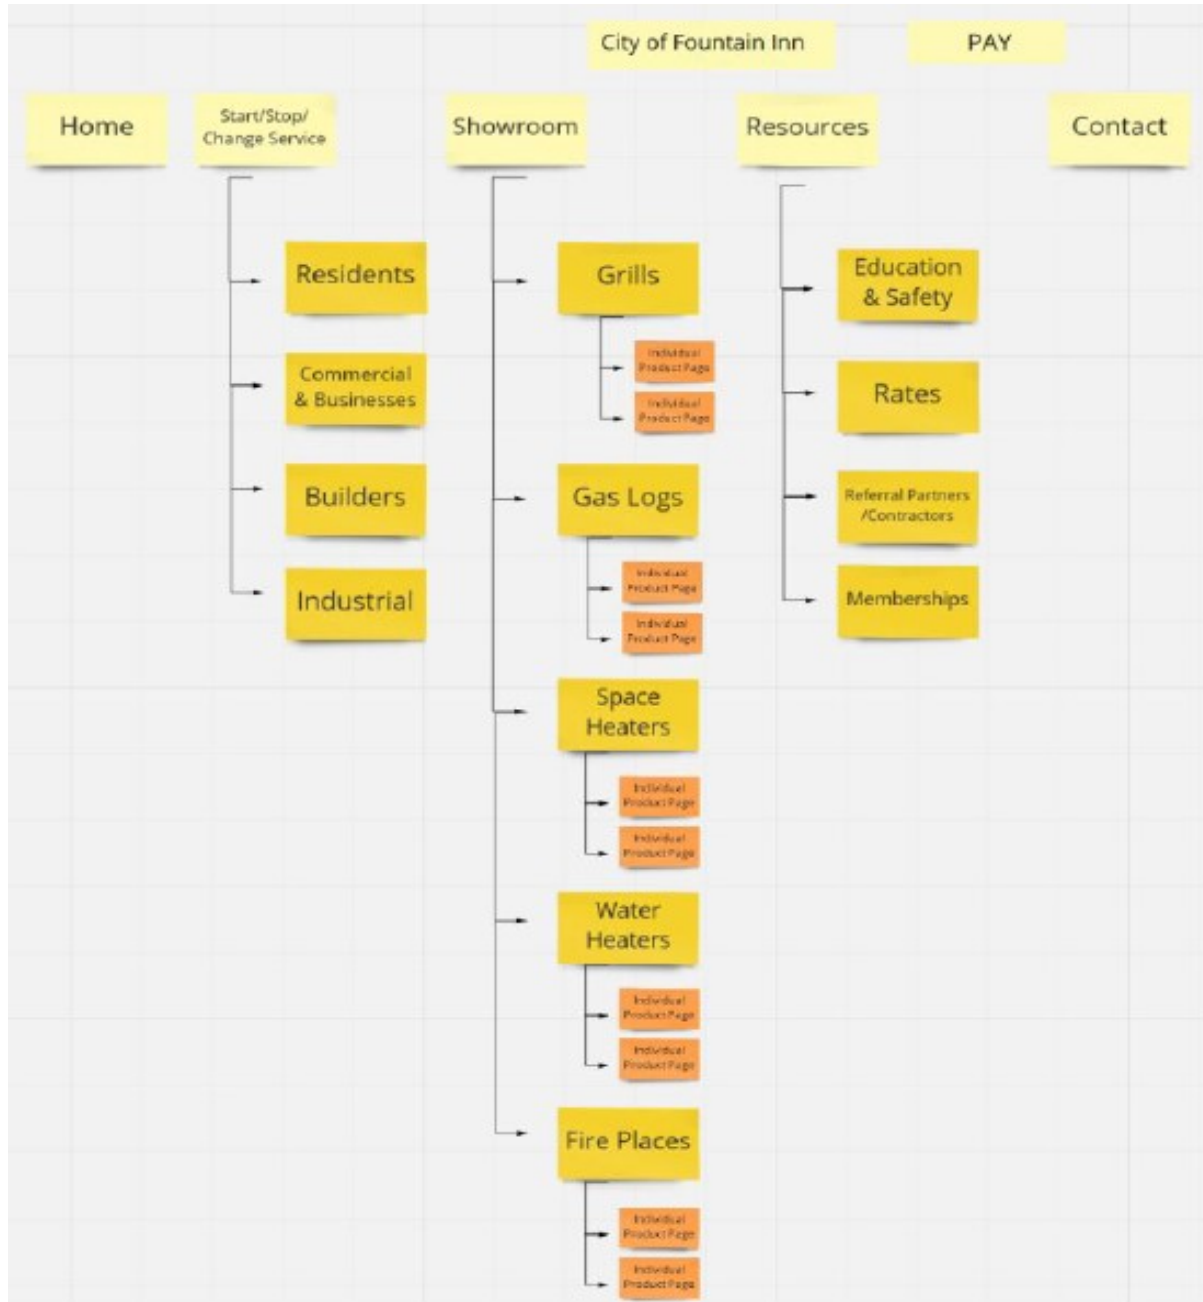 City of Fountain Inn
PAY
Home
Start/Stop/
Change Service
Showroom
Resources
Contact
Residents
Commercial
& Businesses
Builders
Industrial
Grills
Individual
Product Page
Individual
Product Page
Gas Logs
Individual
Product Page
Individual
Product Page
Space
Heaters
Individual
Product Page
Individual
Product Page
Water
Heaters
Individual
Product Page
Individual
Product Page
Fire Places
Individual
Product Page
Individual
Product Page
Education
& Safety
Rates
Referral Partners
/Contractors
Memberships